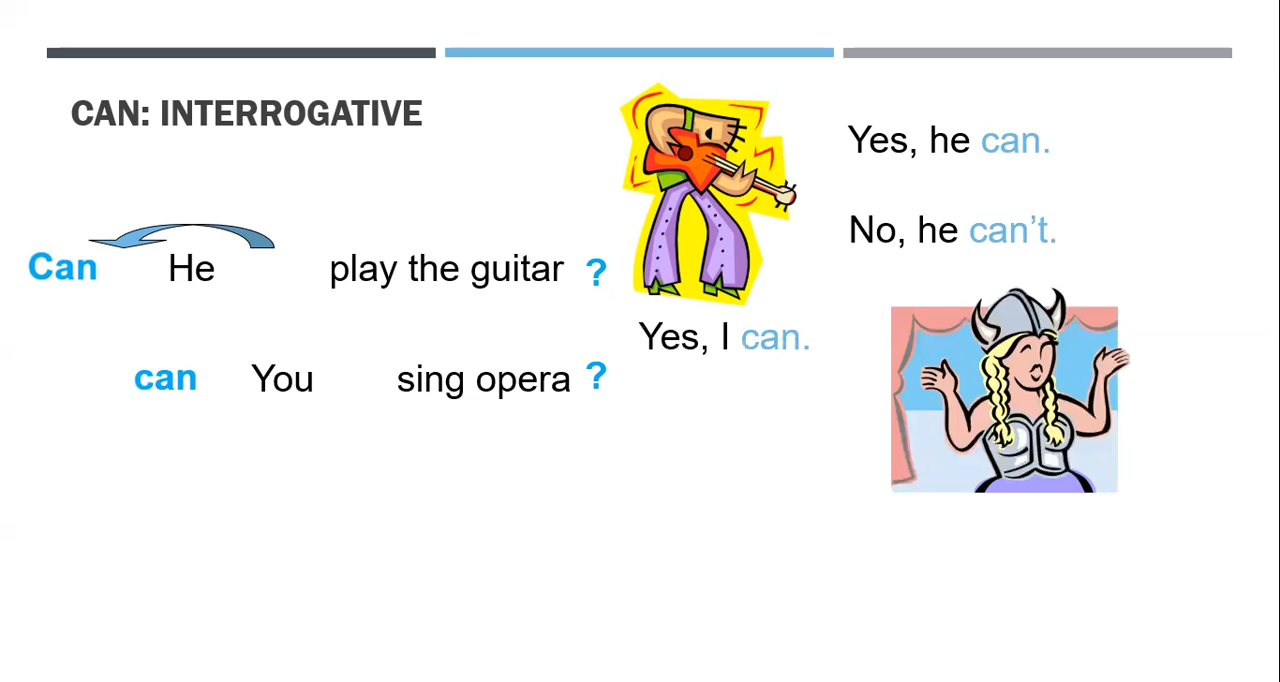 CAN: INTERROGATIVE
Can He play the guitar ?
can You sing opera ?
Yes, he can.
No, he can’t.
Yes, I can.